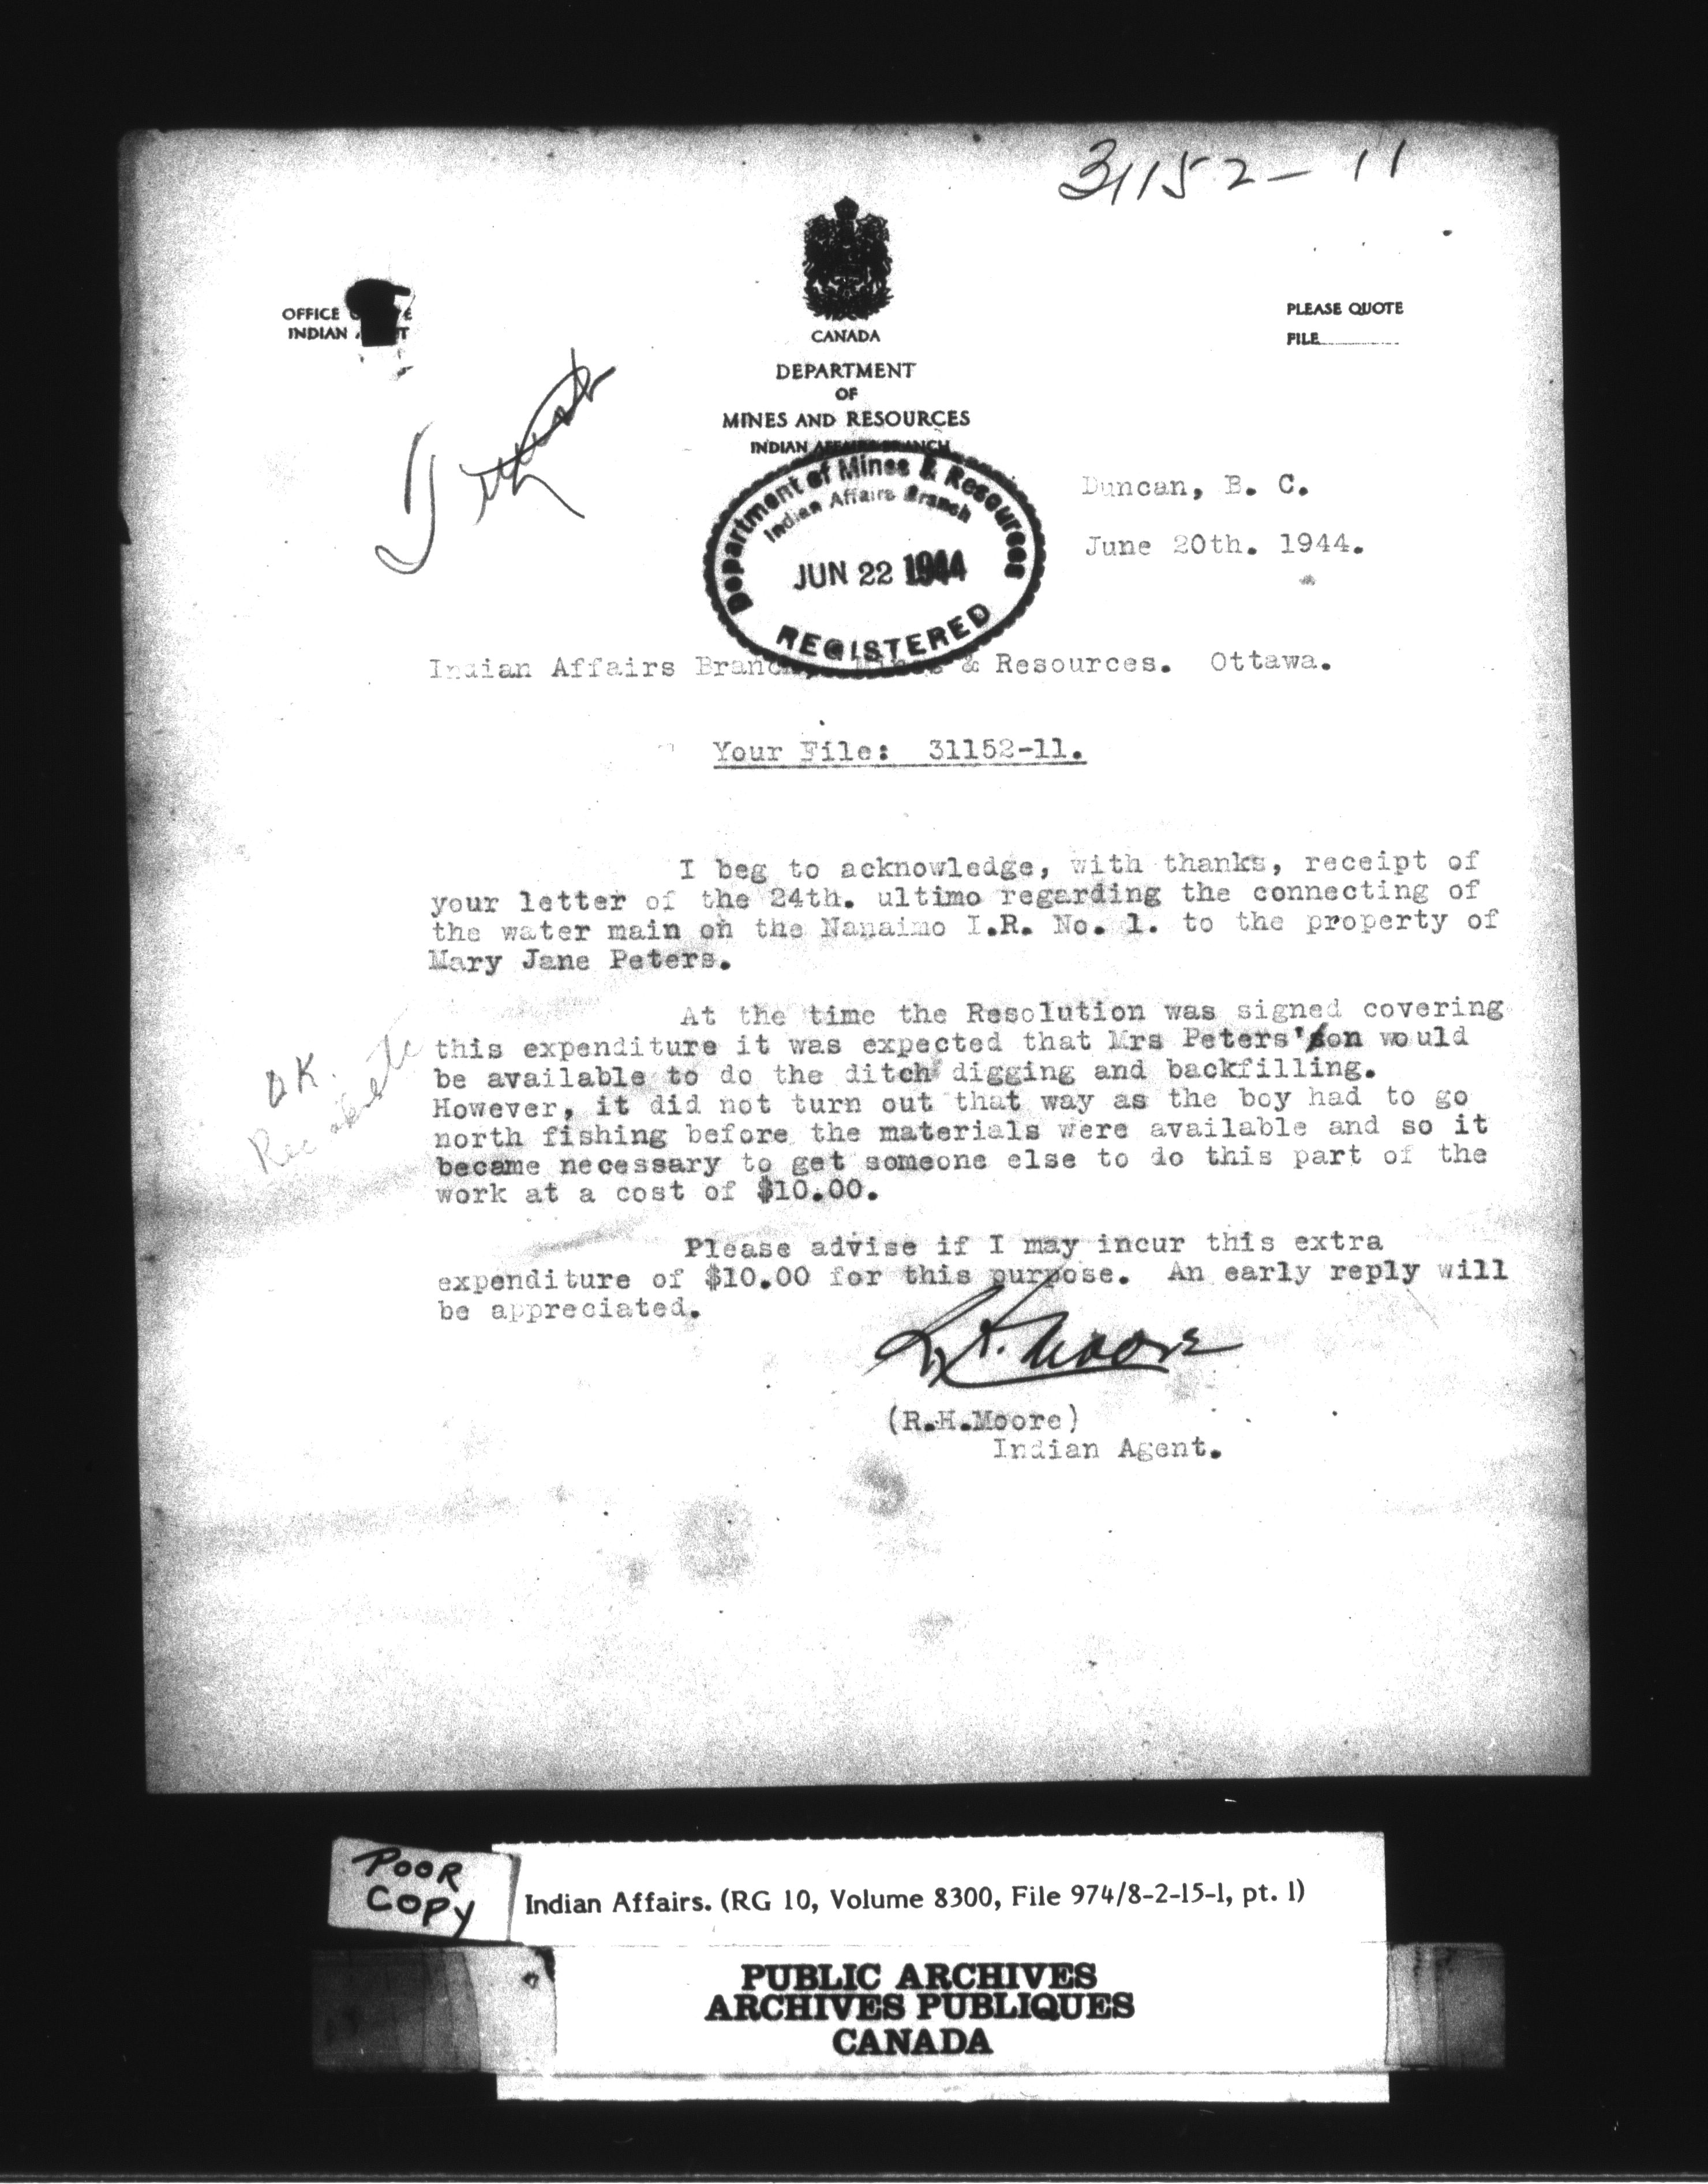 31152-11
OFFICE
INDIAN
CANADA
DEPARTMENT
OF
MINES AND RESOURCES
INDIAN AFFAIRS BRANCH
PLEASE QUOTE
FILE
Department of Mines & Resources
Indian Affairs Branch
JUN 22 1944
REGISTERED
Duncan, B. C.
June 20th. 1944.
Indian Affairs Branch, Mines & Resources. Ottawa.
Your File: 31152-11.
I beg to acknowledge, with thanks, receipt of
your letter of the 24th. ultimo regarding the connecting of
the water main on the Nanaimo I.R. No. 1. to the property of
Mary Jane Peters.
At the time the Resolution was signed covering
this expenditure it was expected that Mrs Peters' son would
be available to do the ditch digging and backfilling.
However, it did not turn out that way as the boy had to go
north fishing before the materials were available and so it
became necessary to get someone else to do this part of the
work at a cost of $10.00.
OK.
Please advise if I may incur this extra
expenditure of $10.00 for this purpose. An early reply will
be appreciated.
R.H. Moore
(R.H.Moore)
Indian Agent.
POOR
COPY
Indian Affairs. (RG 10, Volume 8300, File 974/8-2-15-1, pt. 1)
PUBLIC ARCHIVES
ARCHIVES PUBLIQUES
CANADA